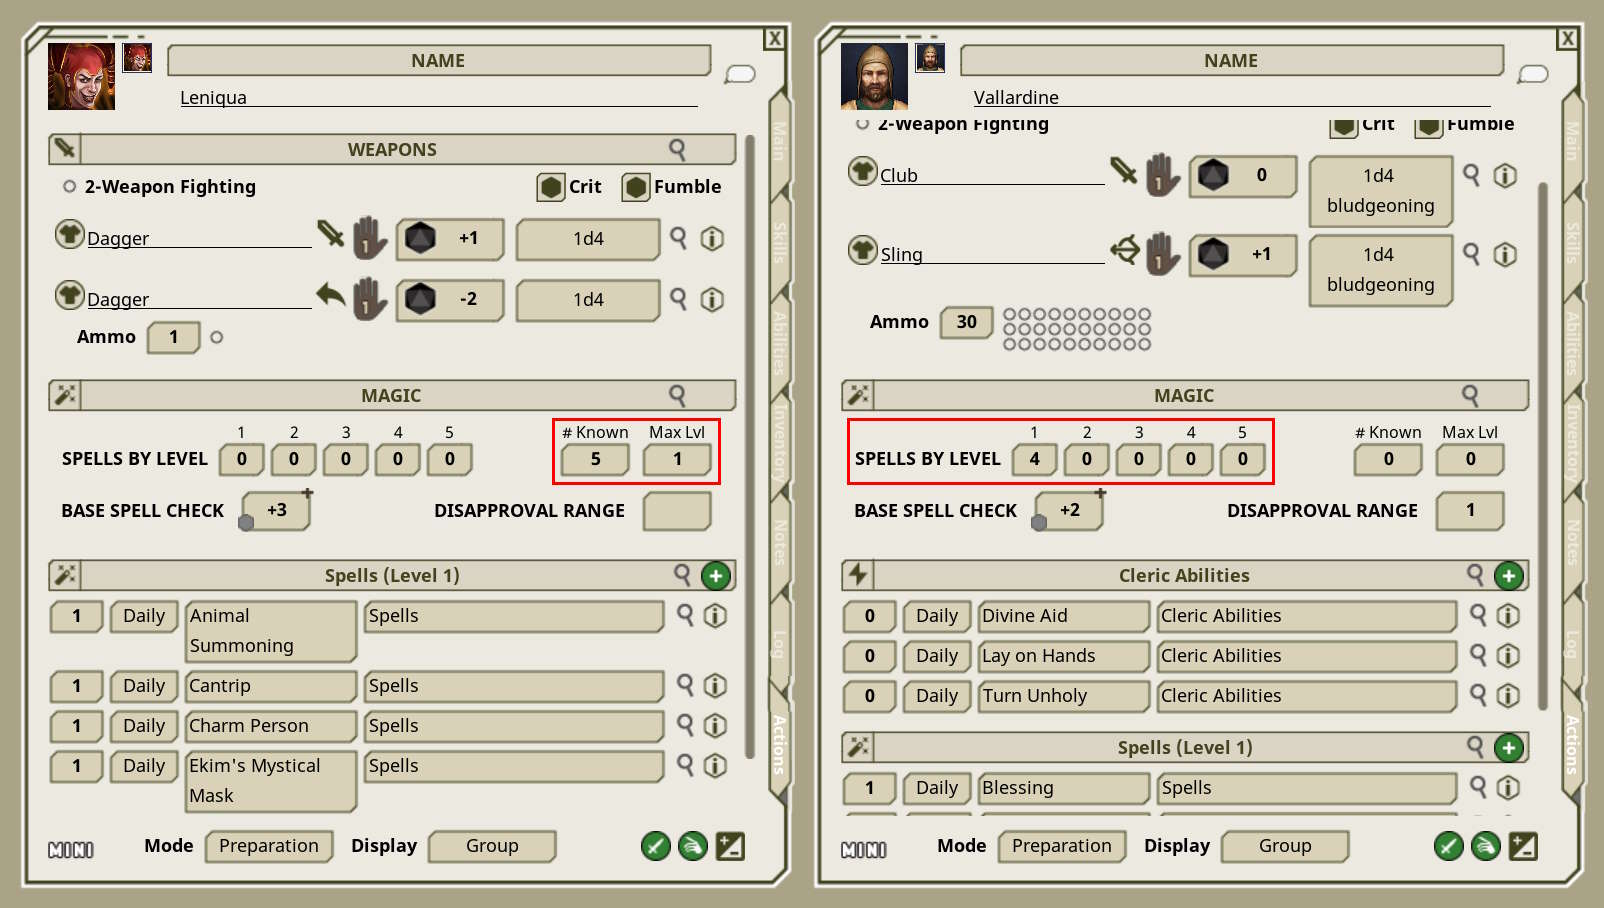 NAME
Leniqua
WEAPONS
2-Weapon Fighting Crit Fumble
Dagger 1 +1 1d4
Dagger 1 -2 1d4
Ammo 1
MAGIC
1 2 3 4 5 # Known Max Lvl
SPELLS BY LEVEL 0 0 0 0 0 5 1
BASE SPELL CHECK +3 DISAPPROVAL RANGE
Spells (Level 1)
1 Daily Animal Summoning Spells
1 Daily Cantrip Spells
1 Daily Charm Person Spells
1 Daily Ekim's Mystical Mask Spells
MINI Mode Preparation Display Group
X
Main
Skills
Abilities
Inventory
Notes
Log
Actions
NAME
Vallardine
2-Weapon Fighting Crit Fumble
Club 1 0 1d4 bludgeoning
Sling 1 +1 1d4 bludgeoning
Ammo 30
MAGIC
1 2 3 4 5 # Known Max Lvl
SPELLS BY LEVEL 4 0 0 0 0 0 0
BASE SPELL CHECK +2 DISAPPROVAL RANGE 1
Cleric Abilities
0 Daily Divine Aid Cleric Abilities
0 Daily Lay on Hands Cleric Abilities
0 Daily Turn Unholy Cleric Abilities
Spells (Level 1)
1 Daily Blessing Spells
MINI Mode Preparation Display Group
X
Main
Skills
Abilities
Inventory
Notes
Log
Actions